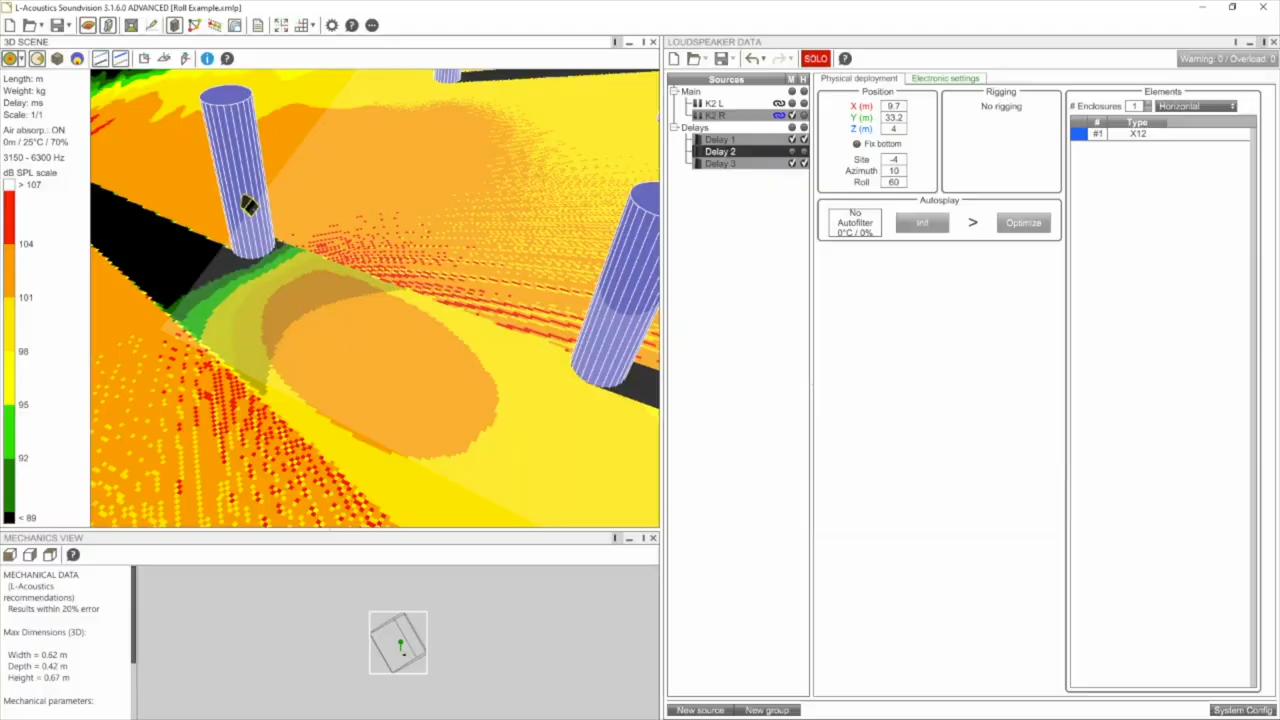 L-Acoustics Soundvision 3.1.6.0 ADVANCED [Roll Example.xmlp]
3D SCENE
Length: m
Weight: kg
Delay: ms
Scale: 1/1
Air absorp.: ON
0m / 25°C / 70%
3150 - 6300 Hz
dB SPL scale
> 107
104
101
98
95
92
< 89
MECHANICS VIEW
MECHANICAL DATA
(L-Acoustics
recommendations)
Results within 20% error
Max Dimensions (3D):
Width = 0.62 m
Depth = 0.42 m
Height = 0.67 m
Mechanical parameters:
LOUDSPEAKER DATA
SOLO
Warning: 0 / Overload: 0
Sources M H
Main
K2 L
K2 R
Delays
Delay 1
Delay 2
Delay 3
New source New group
Physical deployment Electronic settings
Position
X (m) 9.7
Y (m) 33.2
Z (m) 4
Fix bottom
Site -4
Azimuth 10
Roll 60
Rigging
No rigging
Autosplay
No
Autofilter
0°C / 0%
Init > Optimize
Elements
# Enclosures 1 Horizontal
# Type
#1 X12
System Config